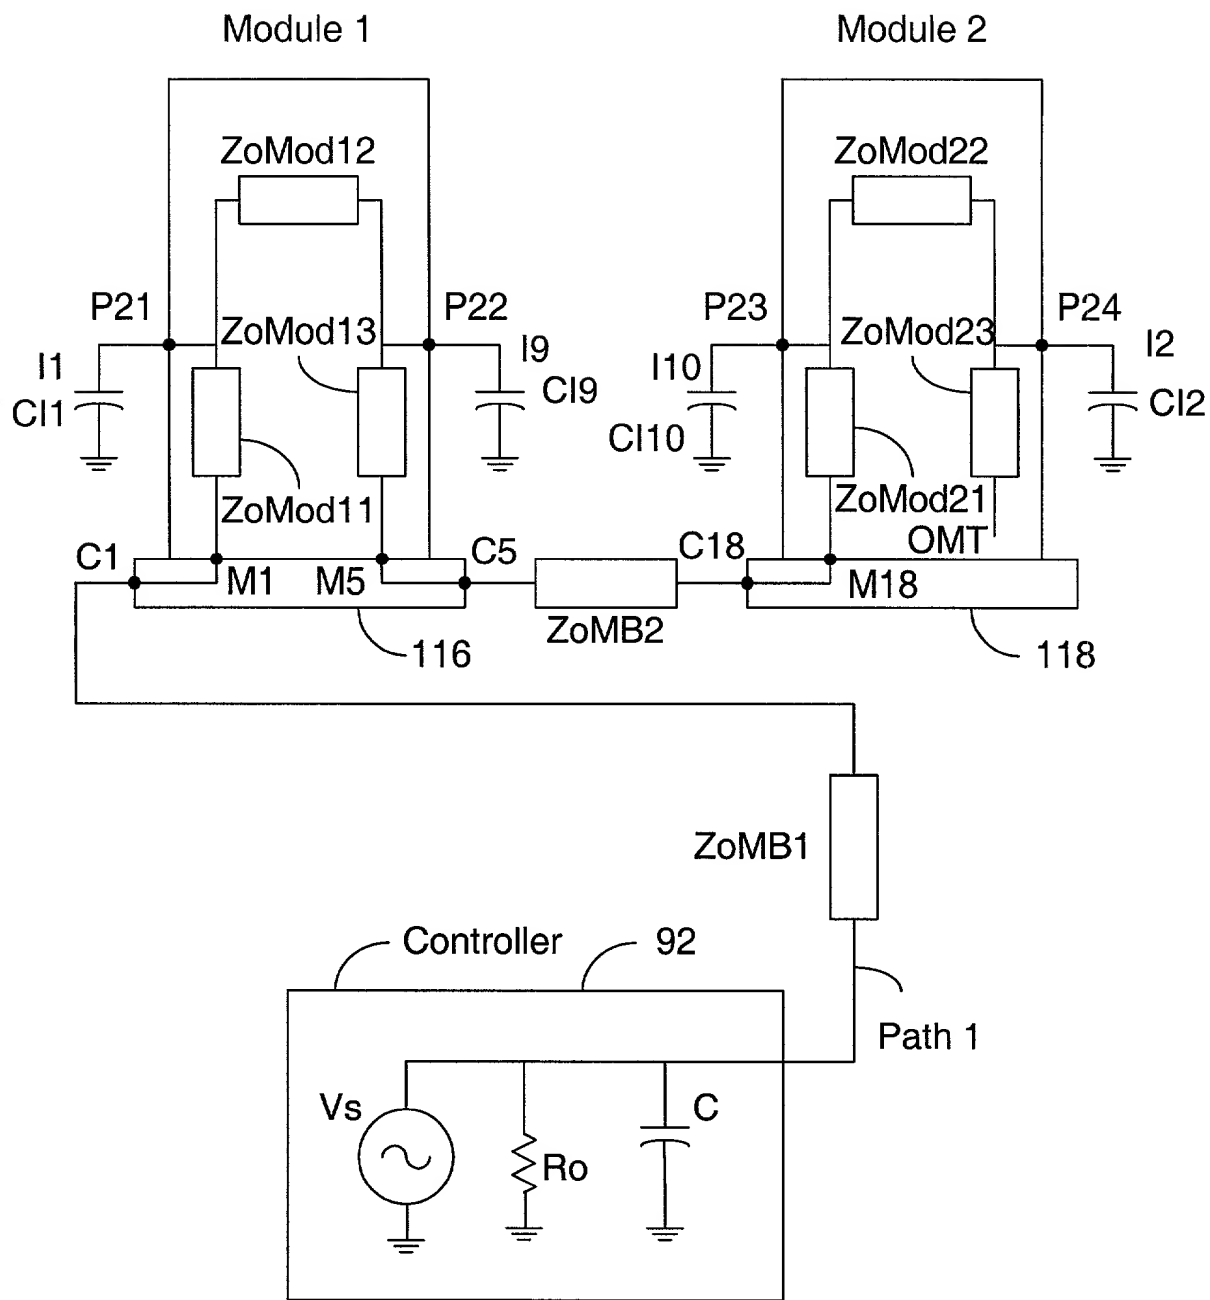 Module 1
Module 2
ZoMod12
ZoMod22
P21
P22
P23
P24
ZoMod13
ZoMod23
I1
CI1
I9
CI9
I10
CI10
I2
CI2
ZoMod11
ZoMod21
OMT
C1
C5
C18
M1
M5
M18
ZoMB2
116
118
ZoMB1
Controller
92
Path 1
Vs
Ro
C